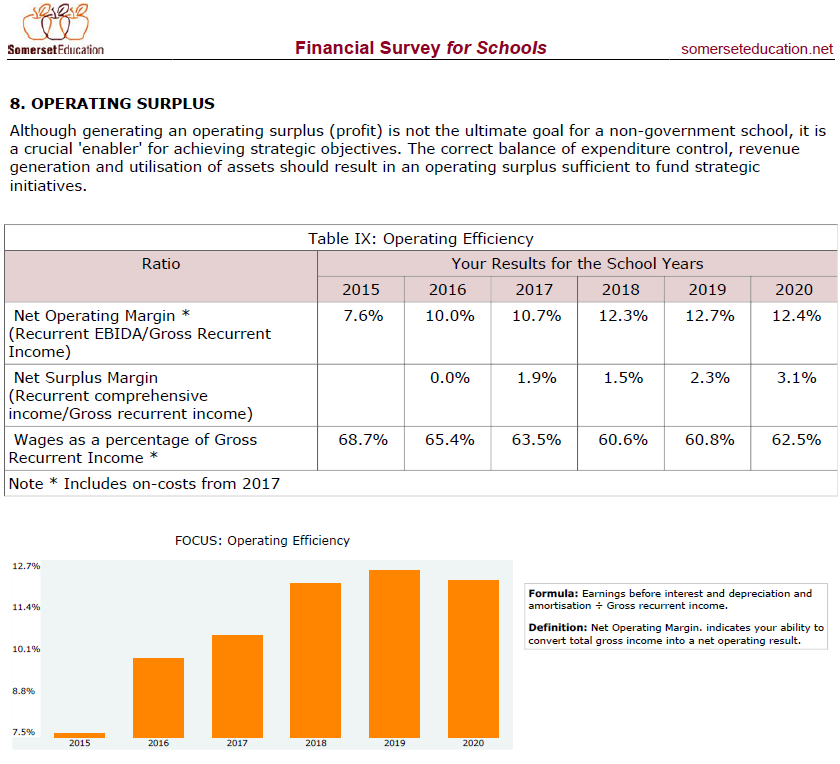 SomersetEducation
Financial Survey for Schools
somerseteducation.net
8. OPERATING SURPLUS
Although generating an operating surplus (profit) is not the ultimate goal for a non-government school, it is
a crucial 'enabler' for achieving strategic objectives. The correct balance of expenditure control, revenue
generation and utilisation of assets should result in an operating surplus sufficient to fund strategic
initiatives.
Table IX: Operating Efficiency
Ratio
Your Results for the School Years
2015 2016 2017 2018 2019 2020
Net Operating Margin * 7.6% 10.0% 10.7% 12.3% 12.7% 12.4%
(Recurrent EBIDA/Gross Recurrent
Income)
Net Surplus Margin 0.0% 1.9% 1.5% 2.3% 3.1%
(Recurrent comprehensive
income/Gross recurrent income)
Wages as a percentage of Gross 68.7% 65.4% 63.5% 60.6% 60.8% 62.5%
Recurrent Income *
Note * Includes on-costs from 2017
FOCUS: Operating Efficiency
12.7%
11.4%
10.1%
8.8%
7.5%
2015 2016 2017 2018 2019 2020
Formula: Earnings before interest and depreciation and
amortisation ÷ Gross recurrent income.
Definition: Net Operating Margin. indicates your ability to
convert total gross income into a net operating result.